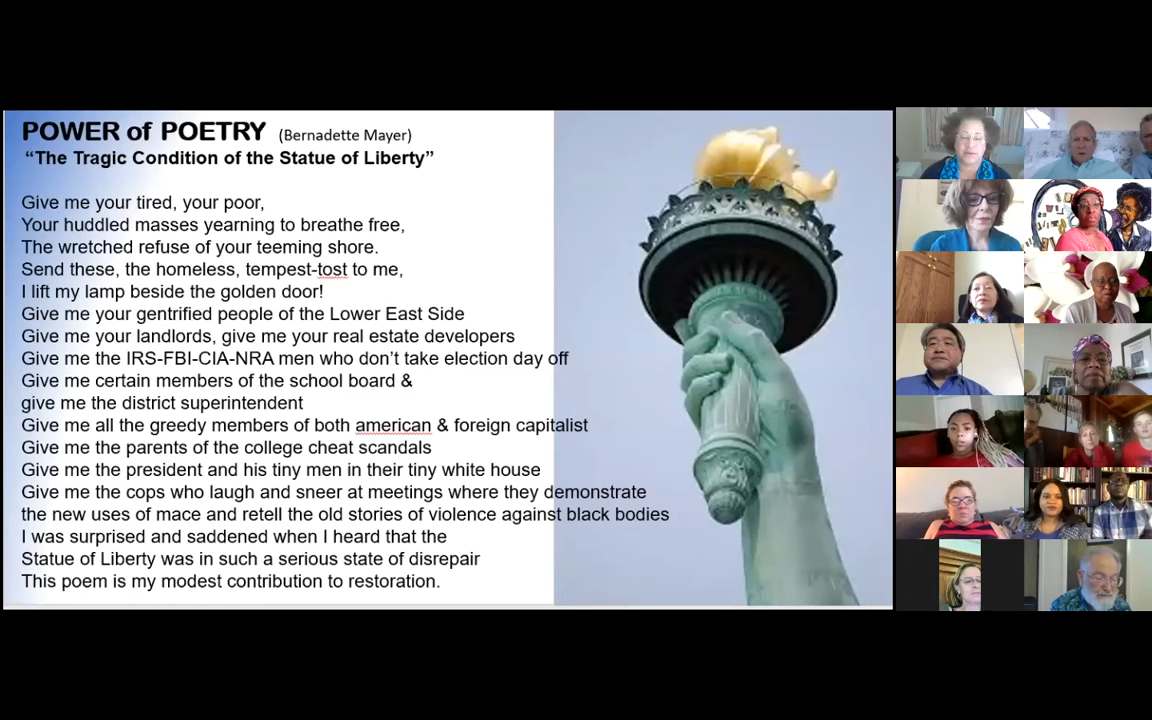 POWER of POETRY (Bernadette Mayer)
“The Tragic Condition of the Statue of Liberty”
Give me your tired, your poor,
Your huddled masses yearning to breathe free,
The wretched refuse of your teeming shore.
Send these, the homeless, tempest-tost to me,
I lift my lamp beside the golden door!
Give me your gentrified people of the Lower East Side
Give me your landlords, give me your real estate developers
Give me the IRS-FBI-CIA-NRA men who don’t take election day off
Give me certain members of the school board &
give me the district superintendent
Give me all the greedy members of both american & foreign capitalist
Give me the parents of the college cheat scandals
Give me the president and his tiny men in their tiny white house
Give me the cops who laugh and sneer at meetings where they demonstrate
the new uses of mace and retell the old stories of violence against black bodies
I was surprised and saddened when I heard that the
Statue of Liberty was in such a serious state of disrepair
This poem is my modest contribution to restoration.